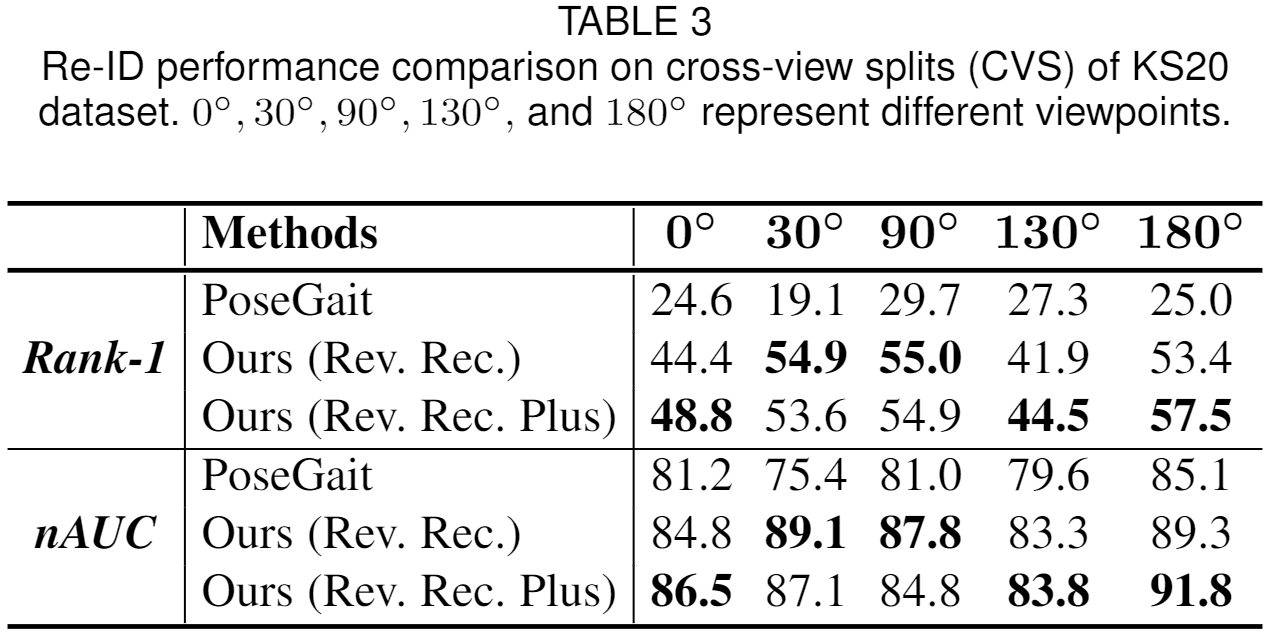 TABLE 3
Re-ID performance comparison on cross-view splits (CVS) of KS20
dataset. 0°, 30°, 90°, 130°, and 180° represent different viewpoints.
Methods 0° 30° 90° 130° 180°
PoseGait 24.6 19.1 29.7 27.3 25.0
Rank-1 Ours (Rev. Rec.) 44.4 54.9 55.0 41.9 53.4
Ours (Rev. Rec. Plus) 48.8 53.6 54.9 44.5 57.5
PoseGait 81.2 75.4 81.0 79.6 85.1
nAUC Ours (Rev. Rec.) 84.8 89.1 87.8 83.3 89.3
Ours (Rev. Rec. Plus) 86.5 87.1 84.8 83.8 91.8